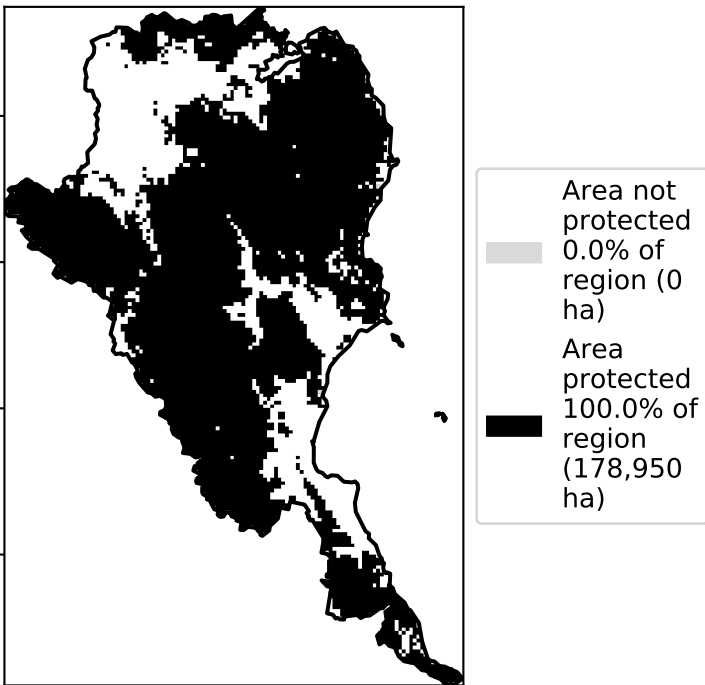 Area not
protected
0.0% of
region (0
ha)
Area
protected
100.0% of
region
(178,950
ha)